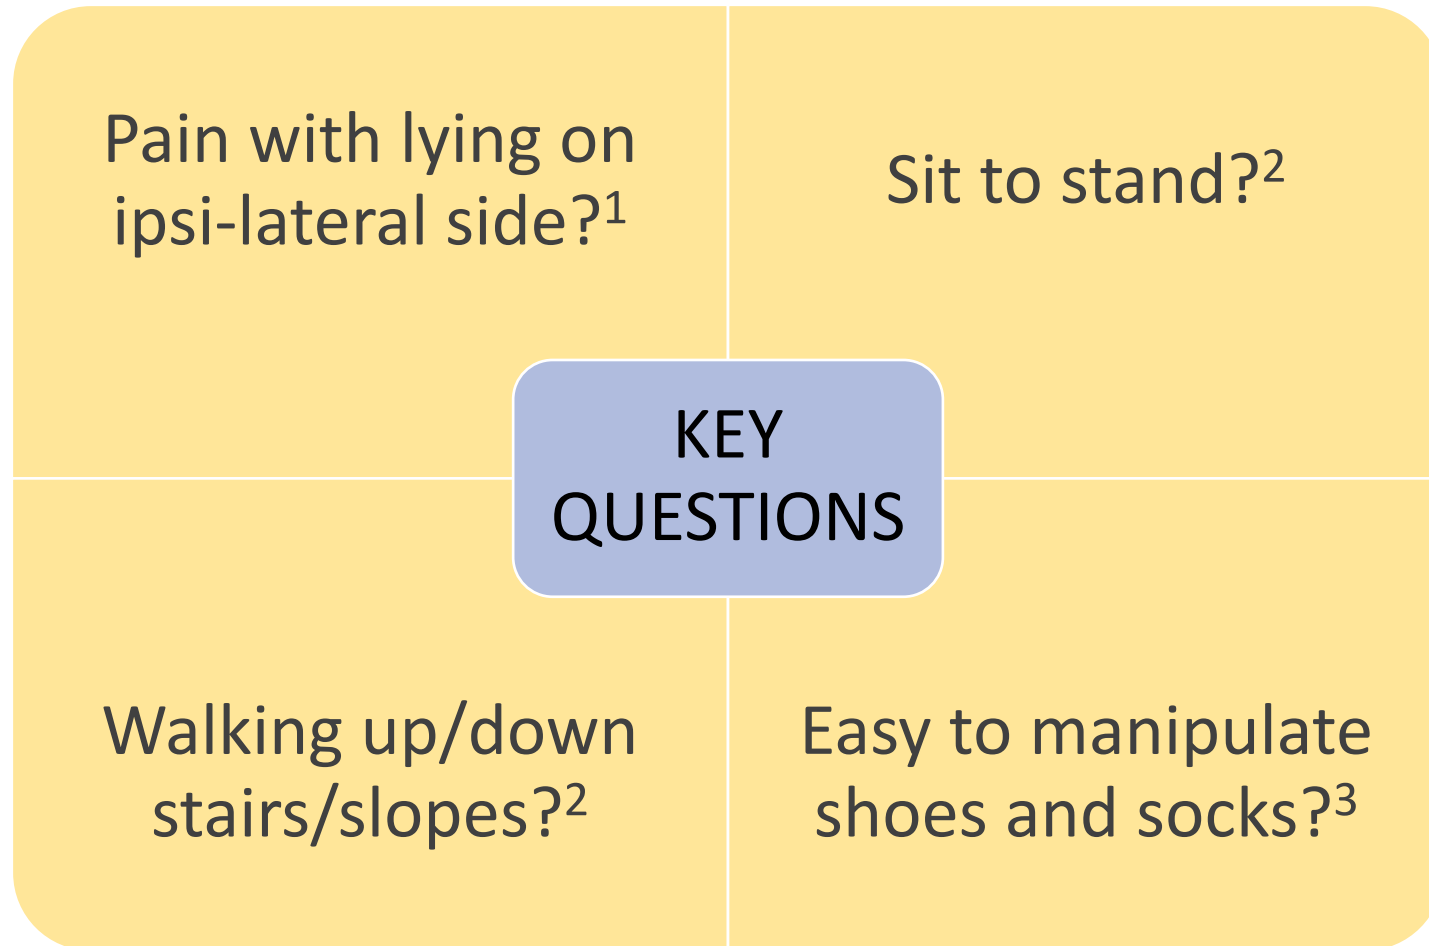 Pain with lying on
ipsi-lateral side?¹
Sit to stand?²
KEY
QUESTIONS
Walking up/down
stairs/slopes?²
Easy to manipulate
shoes and socks?³